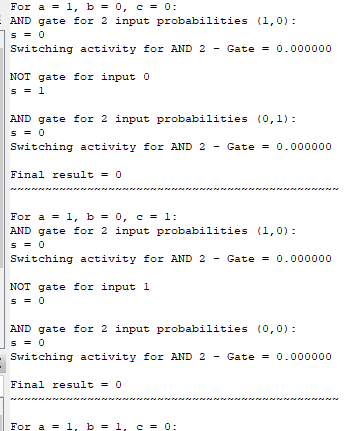 For a = 1, b = 0, c = 0:
AND gate for 2 input probabilities (1,0):
s = 0
Switching activity for AND 2 - Gate = 0.000000
NOT gate for input 0
s = 1
AND gate for 2 input probabilities (0,1):
s = 0
Switching activity for AND 2 - Gate = 0.000000
Final result = 0
~~~~~~~~~~~~~~~~~~~~~~~~~~~~~~~~~~~~~~~~~~~~~~~
For a = 1, b = 0, c = 1:
AND gate for 2 input probabilities (1,0):
s = 0
Switching activity for AND 2 - Gate = 0.000000
NOT gate for input 1
s = 0
AND gate for 2 input probabilities (0,0):
s = 0
Switching activity for AND 2 - Gate = 0.000000
Final result = 0
~~~~~~~~~~~~~~~~~~~~~~~~~~~~~~~~~~~~~~~~~~~~~~~
For a = 1, b = 1, c = 0: